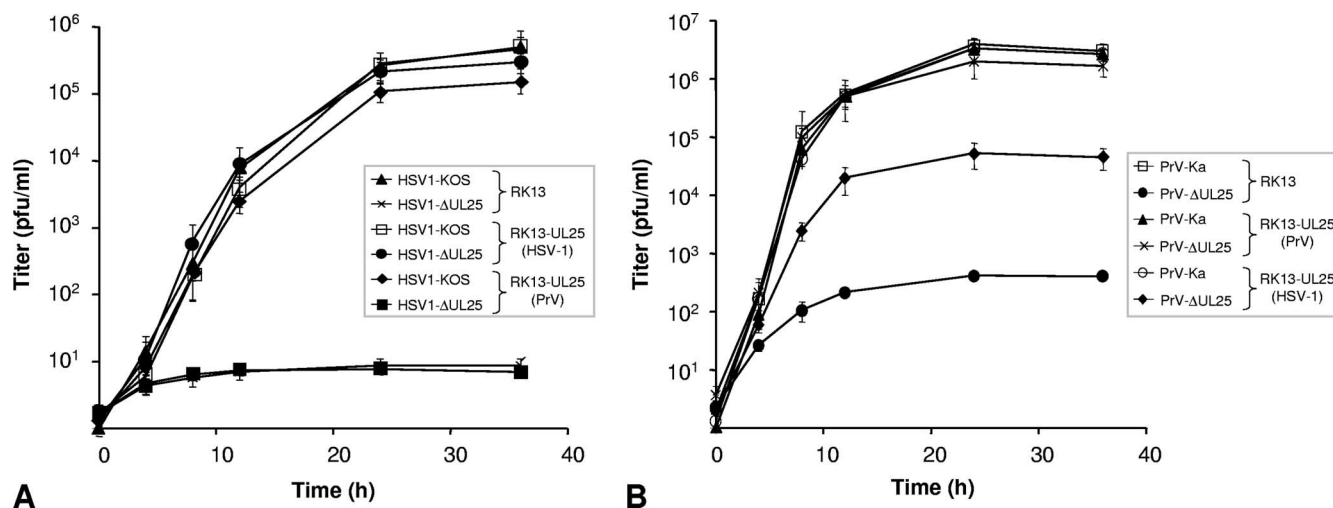 10^6
10^5
10^4
10^3
10^2
10^1
Titer (pfu/ml)
0 10 20 30 40
Time (h)
A
HSV1-KOS
HSV1-ΔUL25
RK13
HSV1-KOS
HSV1-ΔUL25
RK13-UL25
(HSV-1)
HSV1-KOS
HSV1-ΔUL25
RK13-UL25
(PrV)
10^7
10^6
10^5
10^4
10^3
10^2
10^1
Titer (pfu/ml)
0 10 20 30 40
Time (h)
B
PrV-Ka
PrV-ΔUL25
RK13
PrV-Ka
PrV-ΔUL25
RK13-UL25
(PrV)
PrV-Ka
PrV-ΔUL25
RK13-UL25
(HSV-1)